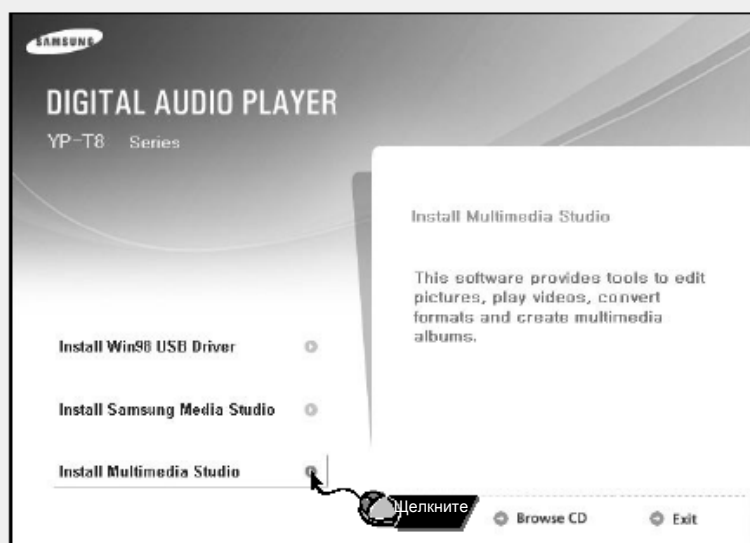 SAMSUNG
DIGITAL AUDIO PLAYER
YP-T8 Series
Install Multimedia Studio
This software provides tools to edit
pictures, play videos, convert
formats and create multimedia
albums.
Install Win98 USB Driver
Install Samsung Media Studio
Install Multimedia Studio
Щелкните
Browse CD
Exit